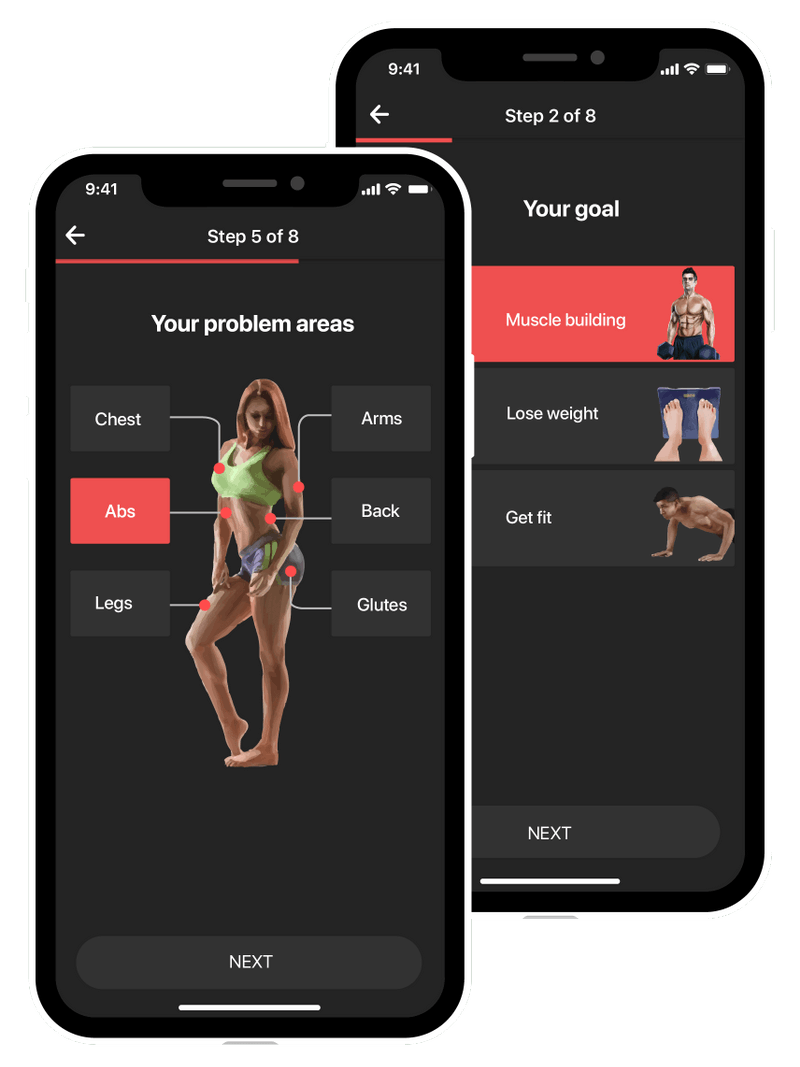 9:41
Step 2 of 8
Your goal
Muscle building
Lose weight
Get fit
NEXT
9:41
Step 5 of 8
Your problem areas
Chest
Arms
Abs
Back
Legs
Glutes
NEXT